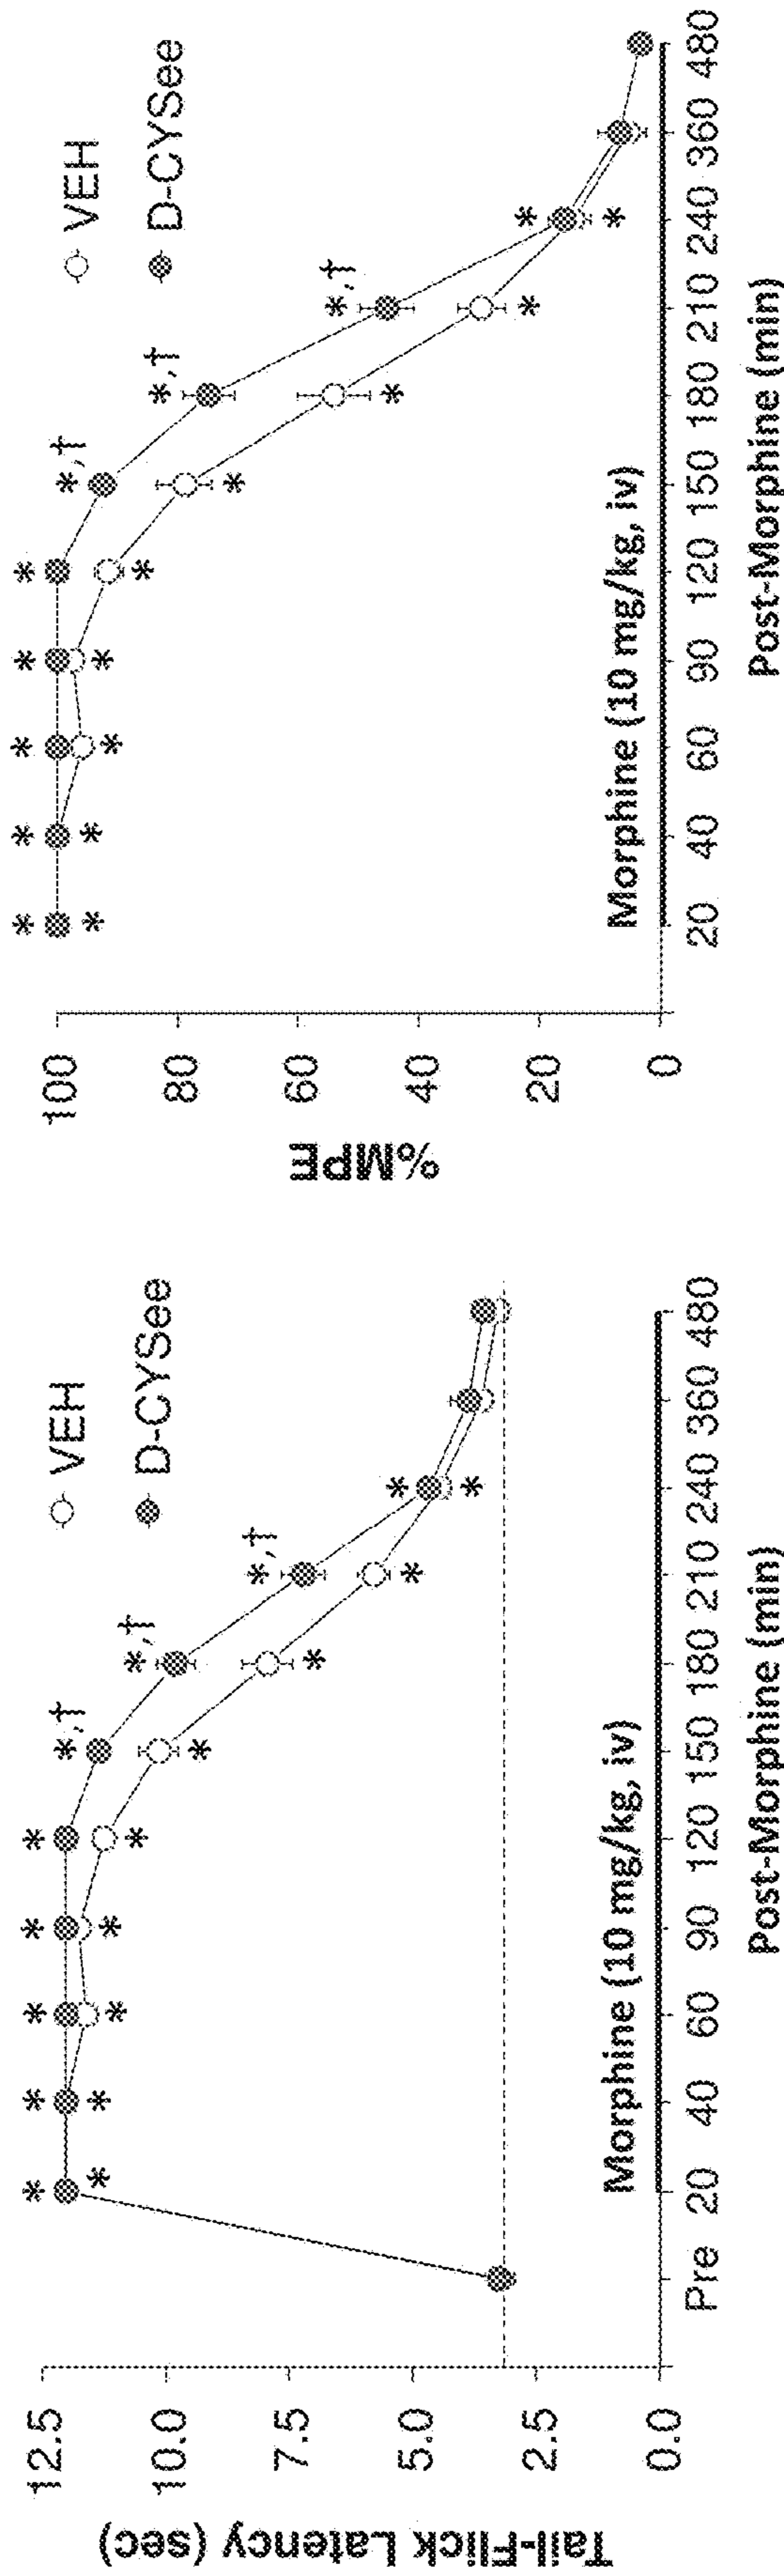 Tail-Flick Latency (sec)
12.5
10.0
7.5
5.0
2.5
0.0
VEH
D-CYSee
* * * * * *,† *,† *,† *
* * * * * * * * *
Morphine (10 mg/kg, iv)
Pre 20 40 60 90 120 150 180 210 240 360 480
Post-Morphine (min)
%MPE
100
80
60
40
20
0
VEH
D-CYSee
* * * * * *,† *,† *,† *
* * * * * * * * *
Morphine (10 mg/kg, iv)
20 40 60 90 120 150 180 210 240 360 480
Post-Morphine (min)